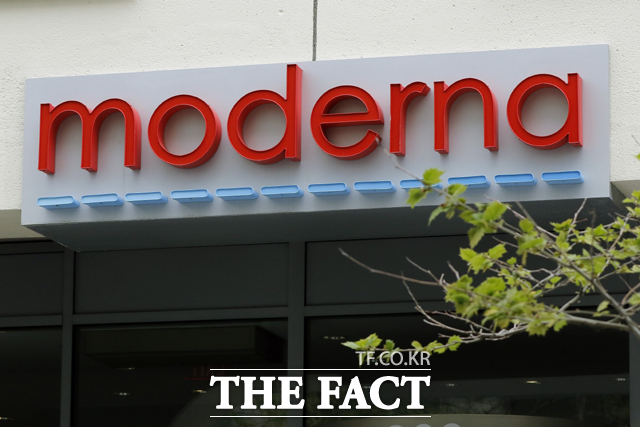 moderna
TF.CO.KR
THE FACT